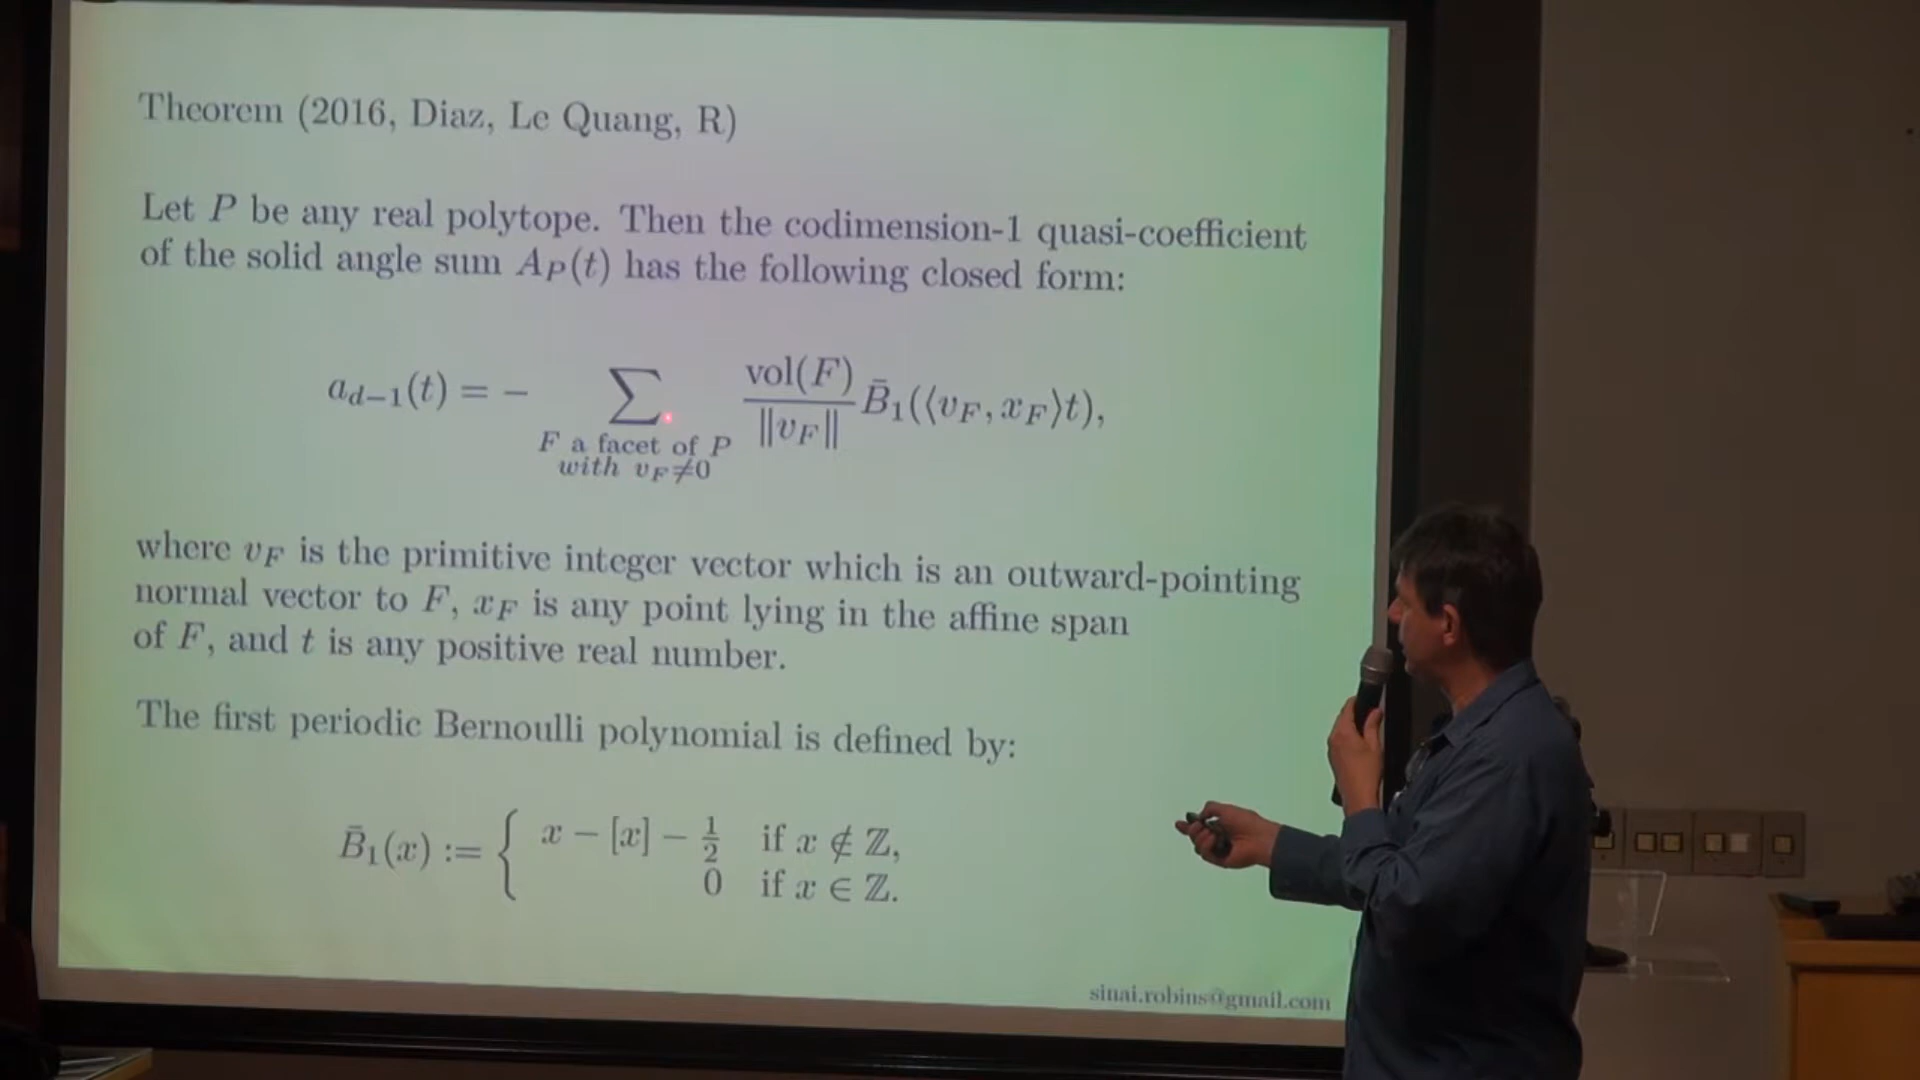 Theorem (2016, Diaz, Le Quang, R)
Let P be any real polytope. Then the codimension-1 quasi-coefficient
of the solid angle sum A_P(t) has the following closed form:
a_{d−1}(t) = − ∑_{F a facet of P with v_F≠0} vol(F)/‖v_F‖ B̄₁(⟨v_F, x_F⟩t),
where v_F is the primitive integer vector which is an outward-pointing
normal vector to F, x_F is any point lying in the affine span
of F, and t is any positive real number.
The first periodic Bernoulli polynomial is defined by:
B̄₁(x) := { x − [x] − 1/2 if x ∉ ℤ,
0 if x ∈ ℤ.
sinai.robins@gmail.com